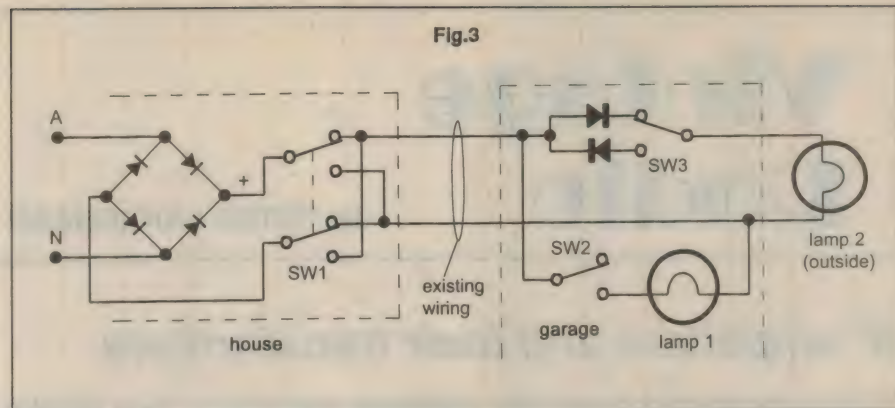 Fig.3
A
+
SW3
N
SW1
existing
wiring
SW2
lamp 2
(outside)
house
garage
lamp 1